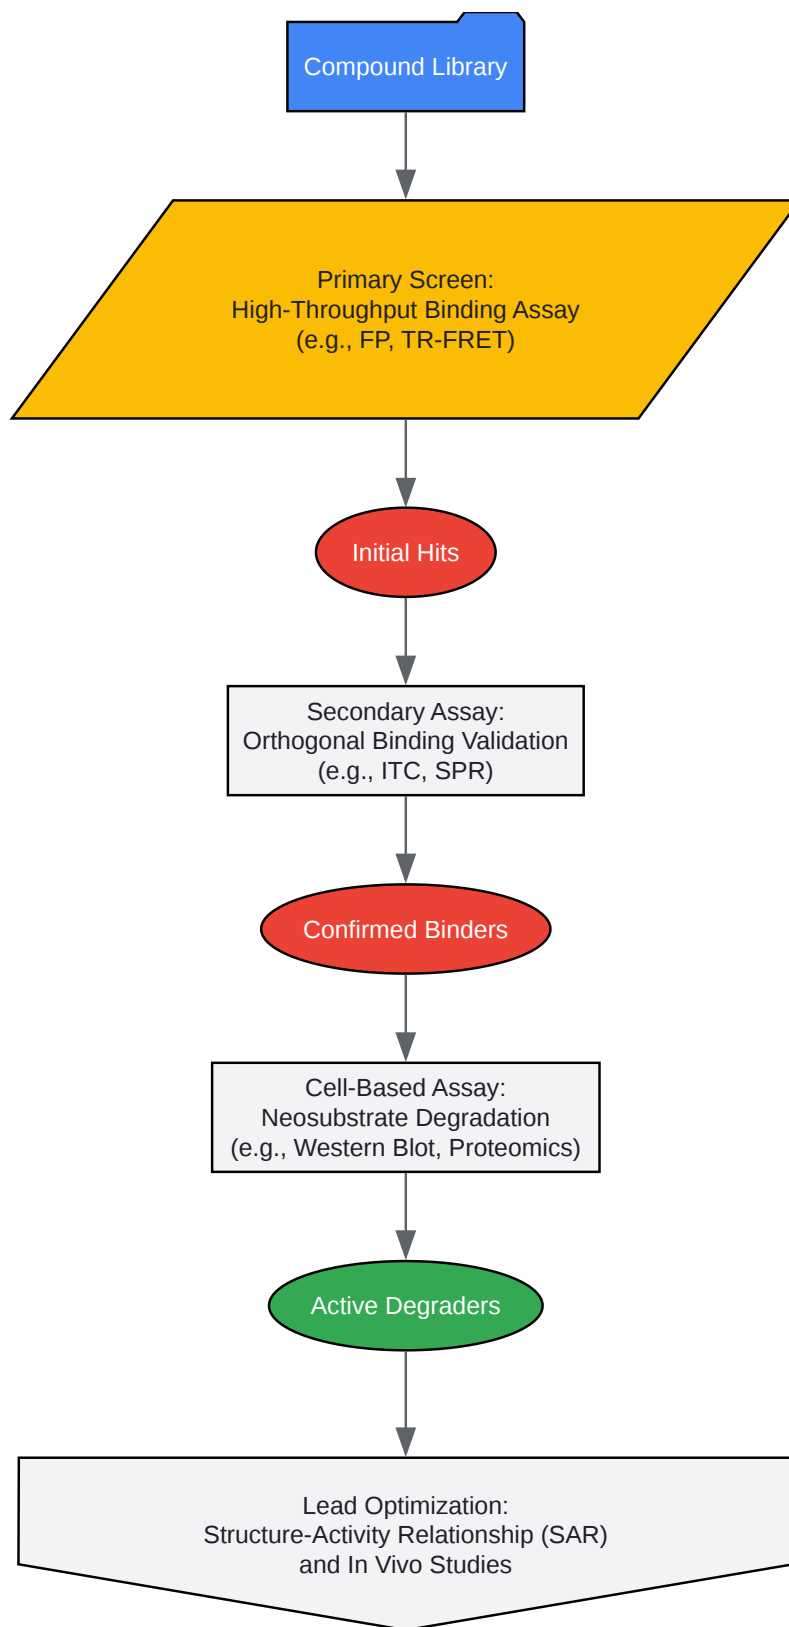 Compound Library
Primary Screen:
High-Throughput Binding Assay
(e.g., FP, TR-FRET)
Initial Hits
Secondary Assay:
Orthogonal Binding Validation
(e.g., ITC, SPR)
Confirmed Binders
Cell-Based Assay:
Neosubstrate Degradation
(e.g., Western Blot, Proteomics)
Active Degraders
Lead Optimization:
Structure-Activity Relationship (SAR)
and In Vivo Studies